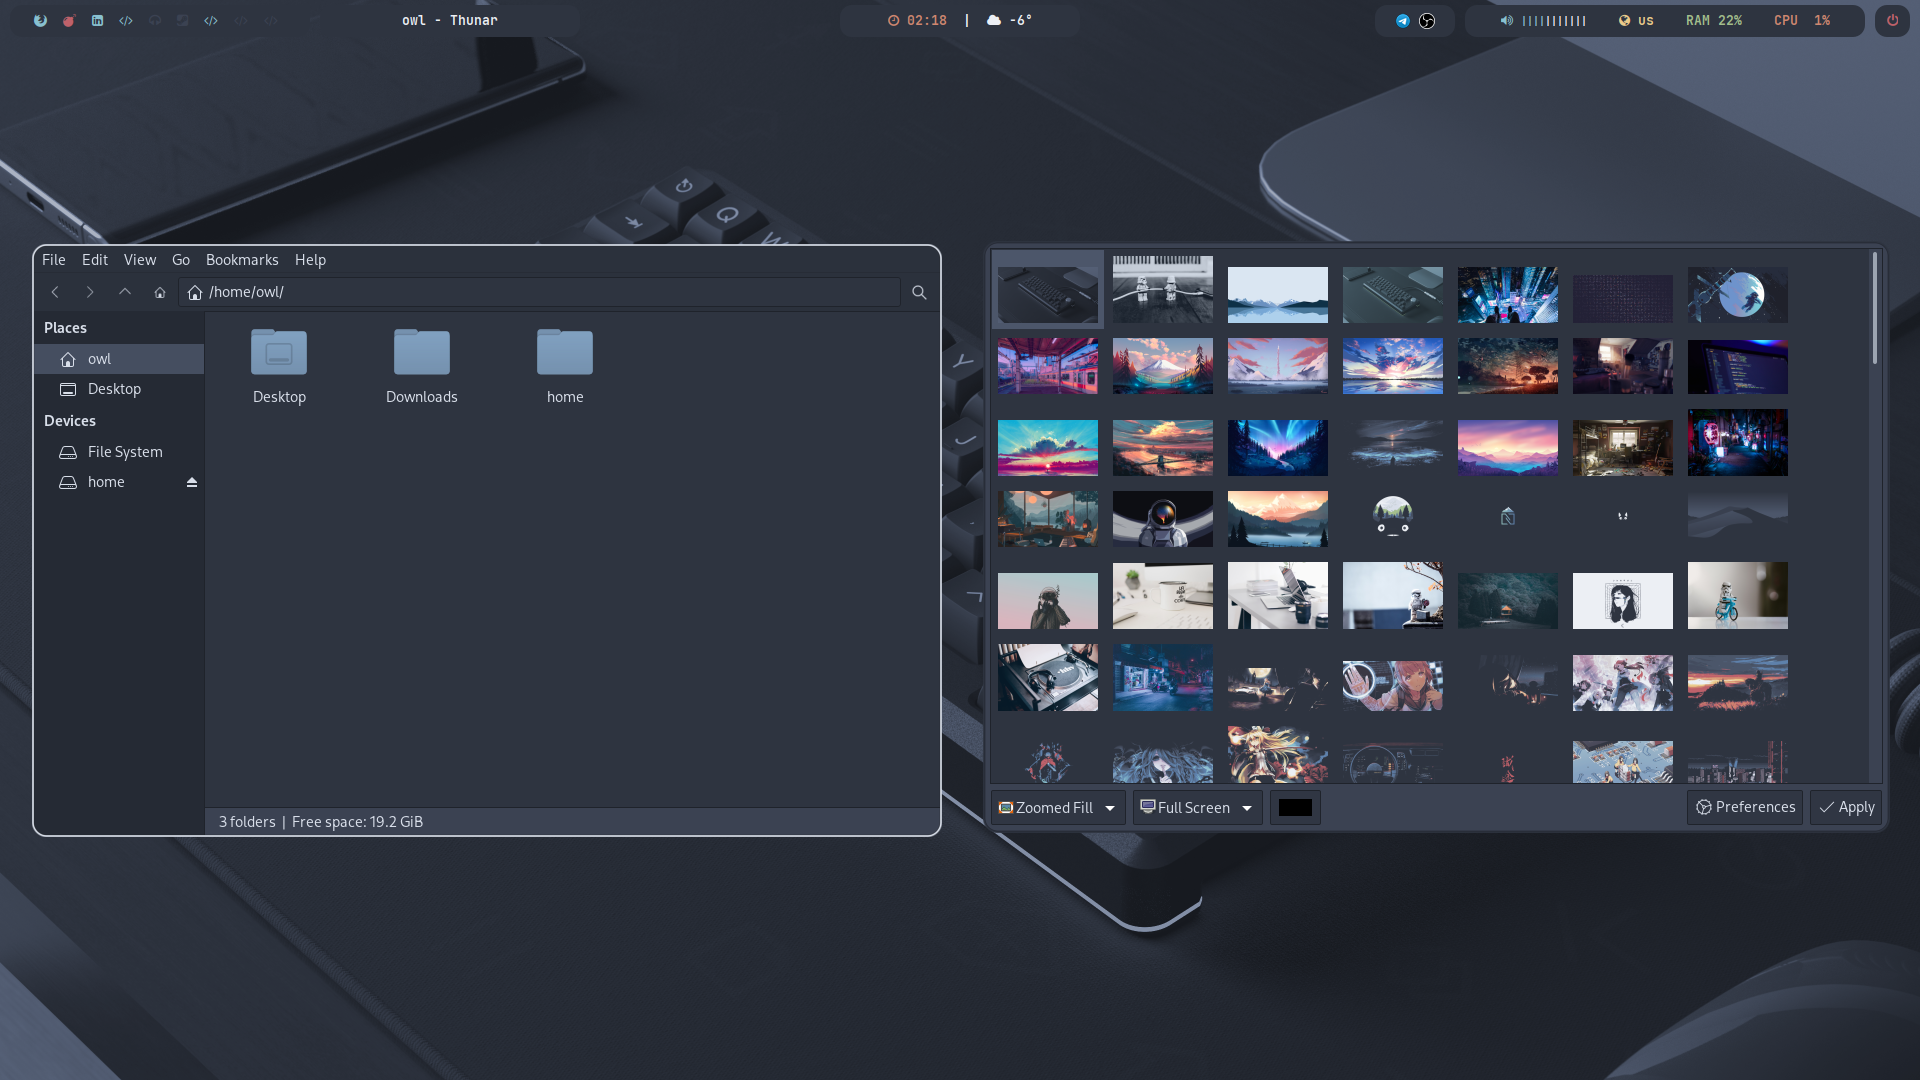 owl - Thunar
02:18 | -6°
us
RAM 22%
CPU 1%
File Edit View Go Bookmarks Help
/home/owl/
Places
owl
Desktop
Devices
File System
home
Desktop
Downloads
home
3 folders | Free space: 19.2 GiB
Zoomed Fill
Full Screen
Preferences
Apply
Q